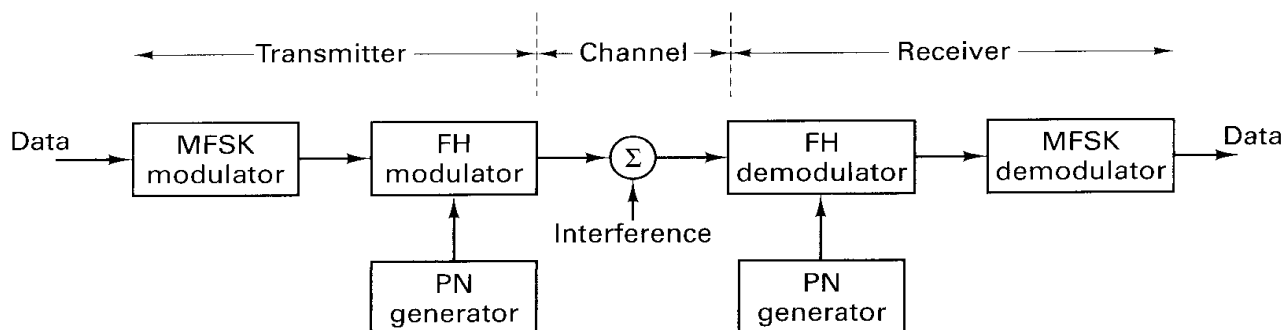 Transmitter
Channel
Receiver
Data
MFSK
modulator
FH
modulator
Σ
FH
demodulator
MFSK
demodulator
Data
Interference
PN
generator
PN
generator